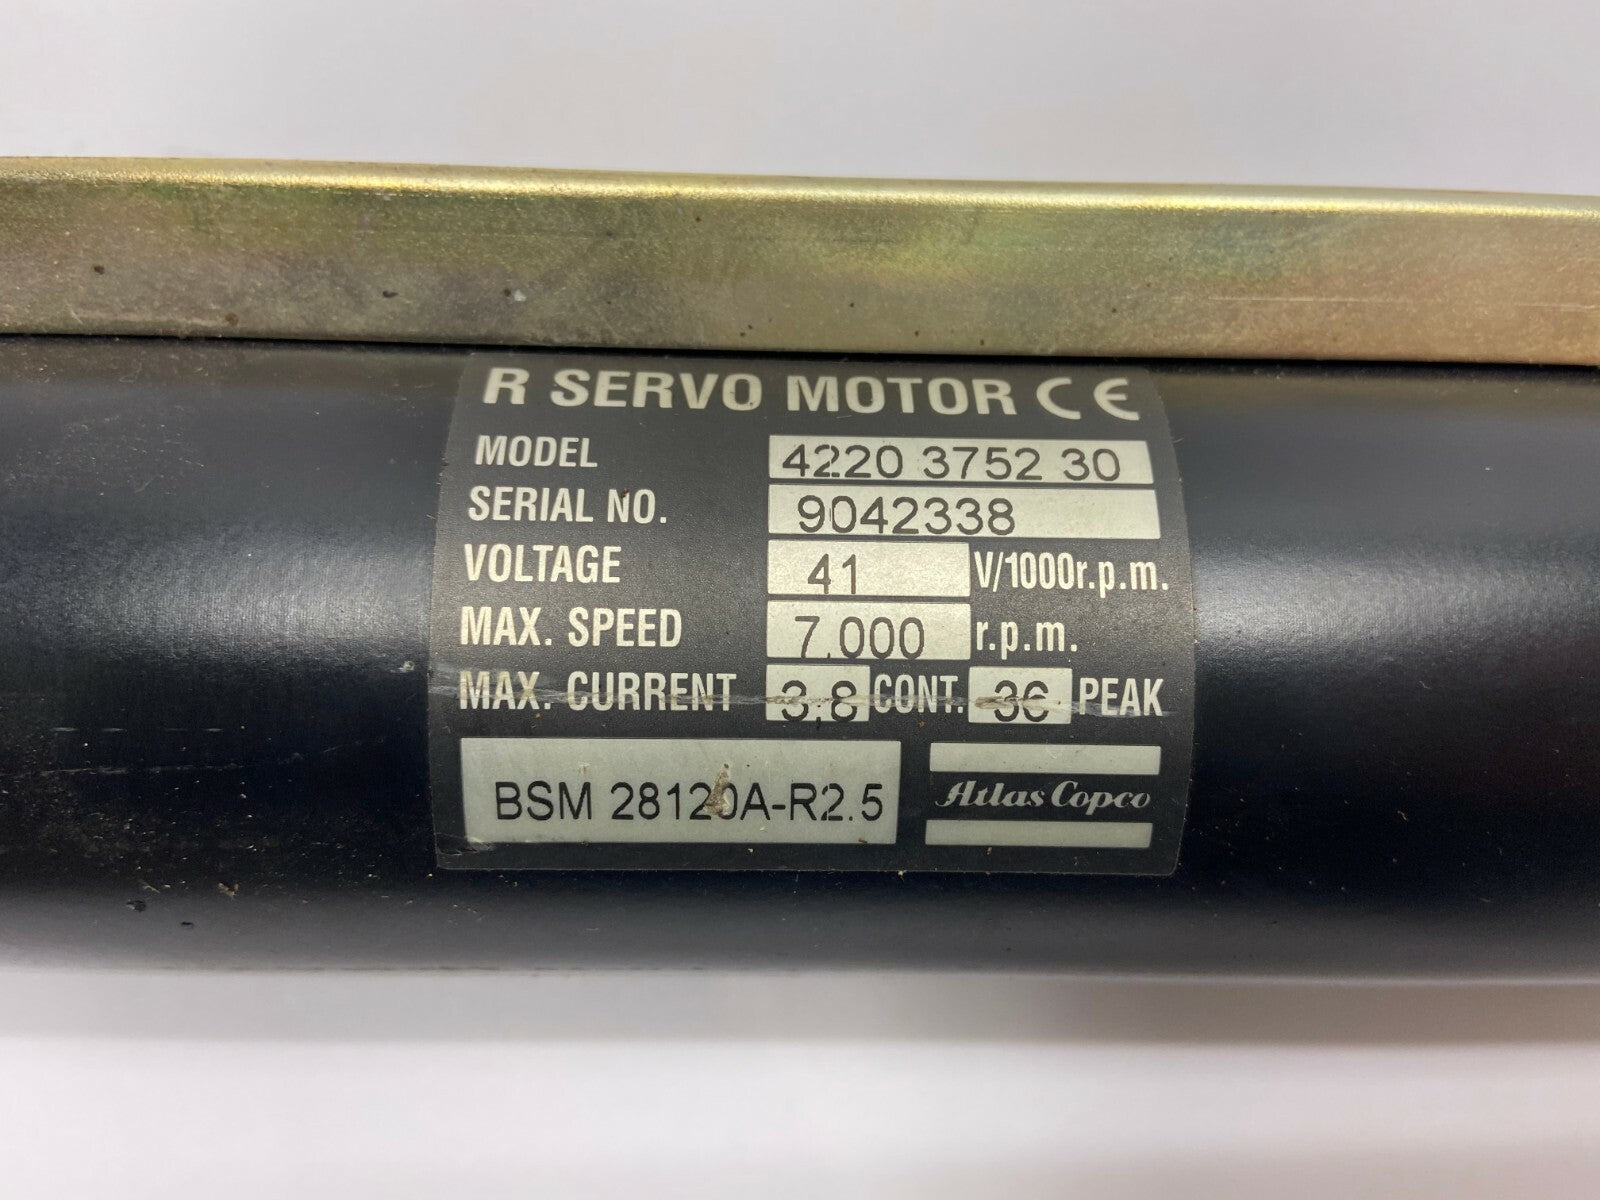 R SERVO MOTOR CE
MODEL 4220 3752 30
SERIAL NO. 9042338
VOLTAGE 41 V/1000r.p.m.
MAX. SPEED 7.000 r.p.m.
MAX. CURRENT 3,8 CONT. 36 PEAK
BSM 28120A-R2.5 Atlas Copco